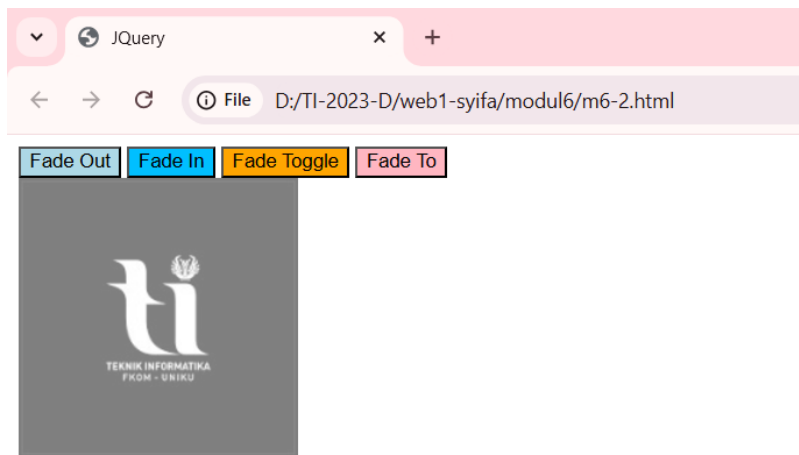 JQuery
File D:/TI-2023-D/web1-syifa/modul6/m6-2.html
Fade Out Fade In Fade Toggle Fade To
ti
TEKNIK INFORMATIKA
FKOM - UNIKU